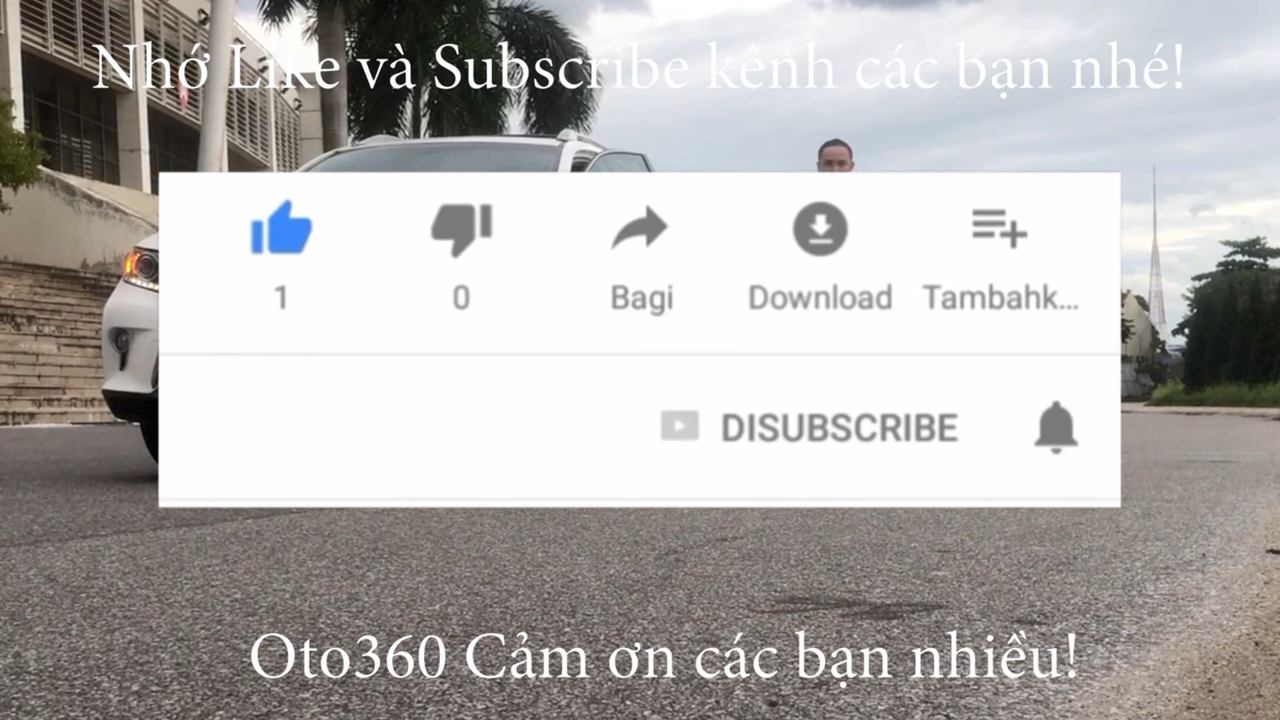 Nhớ Like và Subscribe kênh các bạn nhé!
1 0 Bagi Download Tambahk...
DISUBSCRIBE
Oto360 Cảm ơn các bạn nhiều!